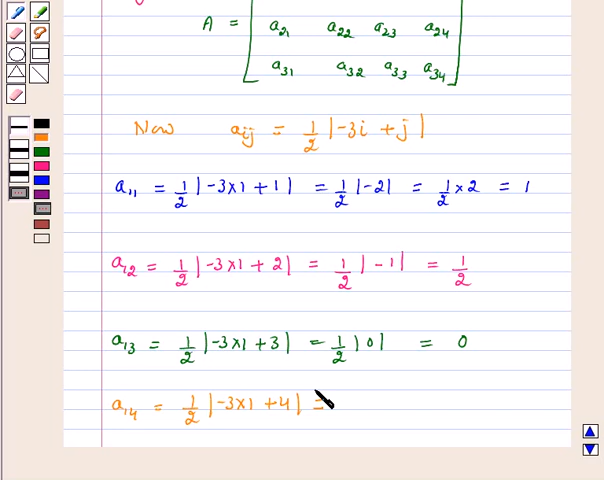 A = [ a₂₁ a₂₂ a₂₃ a₂₄
a₃₁ a₃₂ a₃₃ a₃₄ ]
Now aij = 1/2 |-3i + j|
a₁₁ = 1/2 |-3×1 + 1| = 1/2 |-2| = 1/2 × 2 = 1
a₁₂ = 1/2 |-3×1 + 2| = 1/2 |-1| = 1/2
a₁₃ = 1/2 |-3×1 + 3| = 1/2 |0| = 0
a₁₄ = 1/2 |-3×1 + 4| =